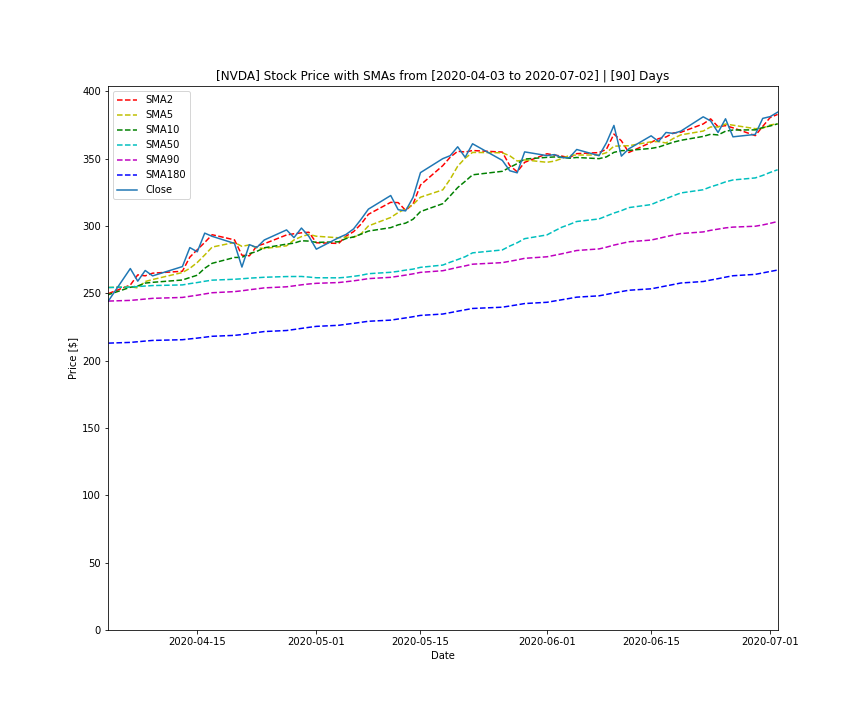 [NVDA] Stock Price with SMAs from [2020-04-03 to 2020-07-02] | [90] Days
SMA2
SMA5
SMA10
SMA50
SMA90
SMA180
Close
Price [$]
400
350
300
250
200
150
100
50
0
2020-04-15
2020-05-01
2020-05-15
2020-06-01
2020-06-15
2020-07-01
Date